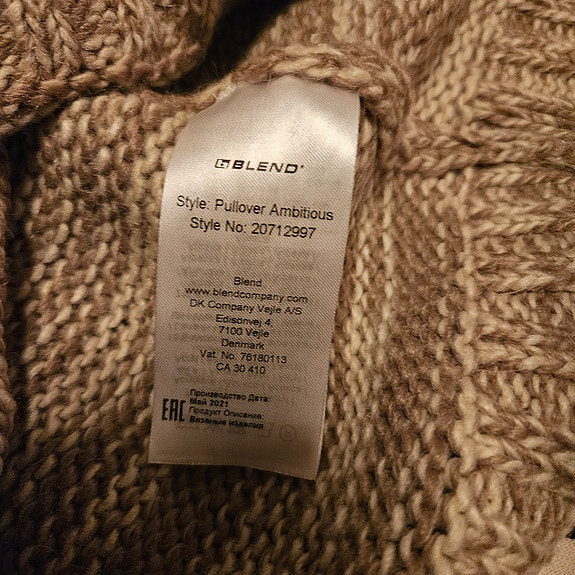 BLEND
Style: Pullover Ambitious
Style No: 20712997
Blend
www.blendcompany.com
DK Company Vejle A/S
Edisonvej 4,
7100 Vejle
Denmark
Vat. No. 76180113
CA 30 410
Производство Дата:
Май 2021
EAC Продукт Описание:
Вязаные изделия